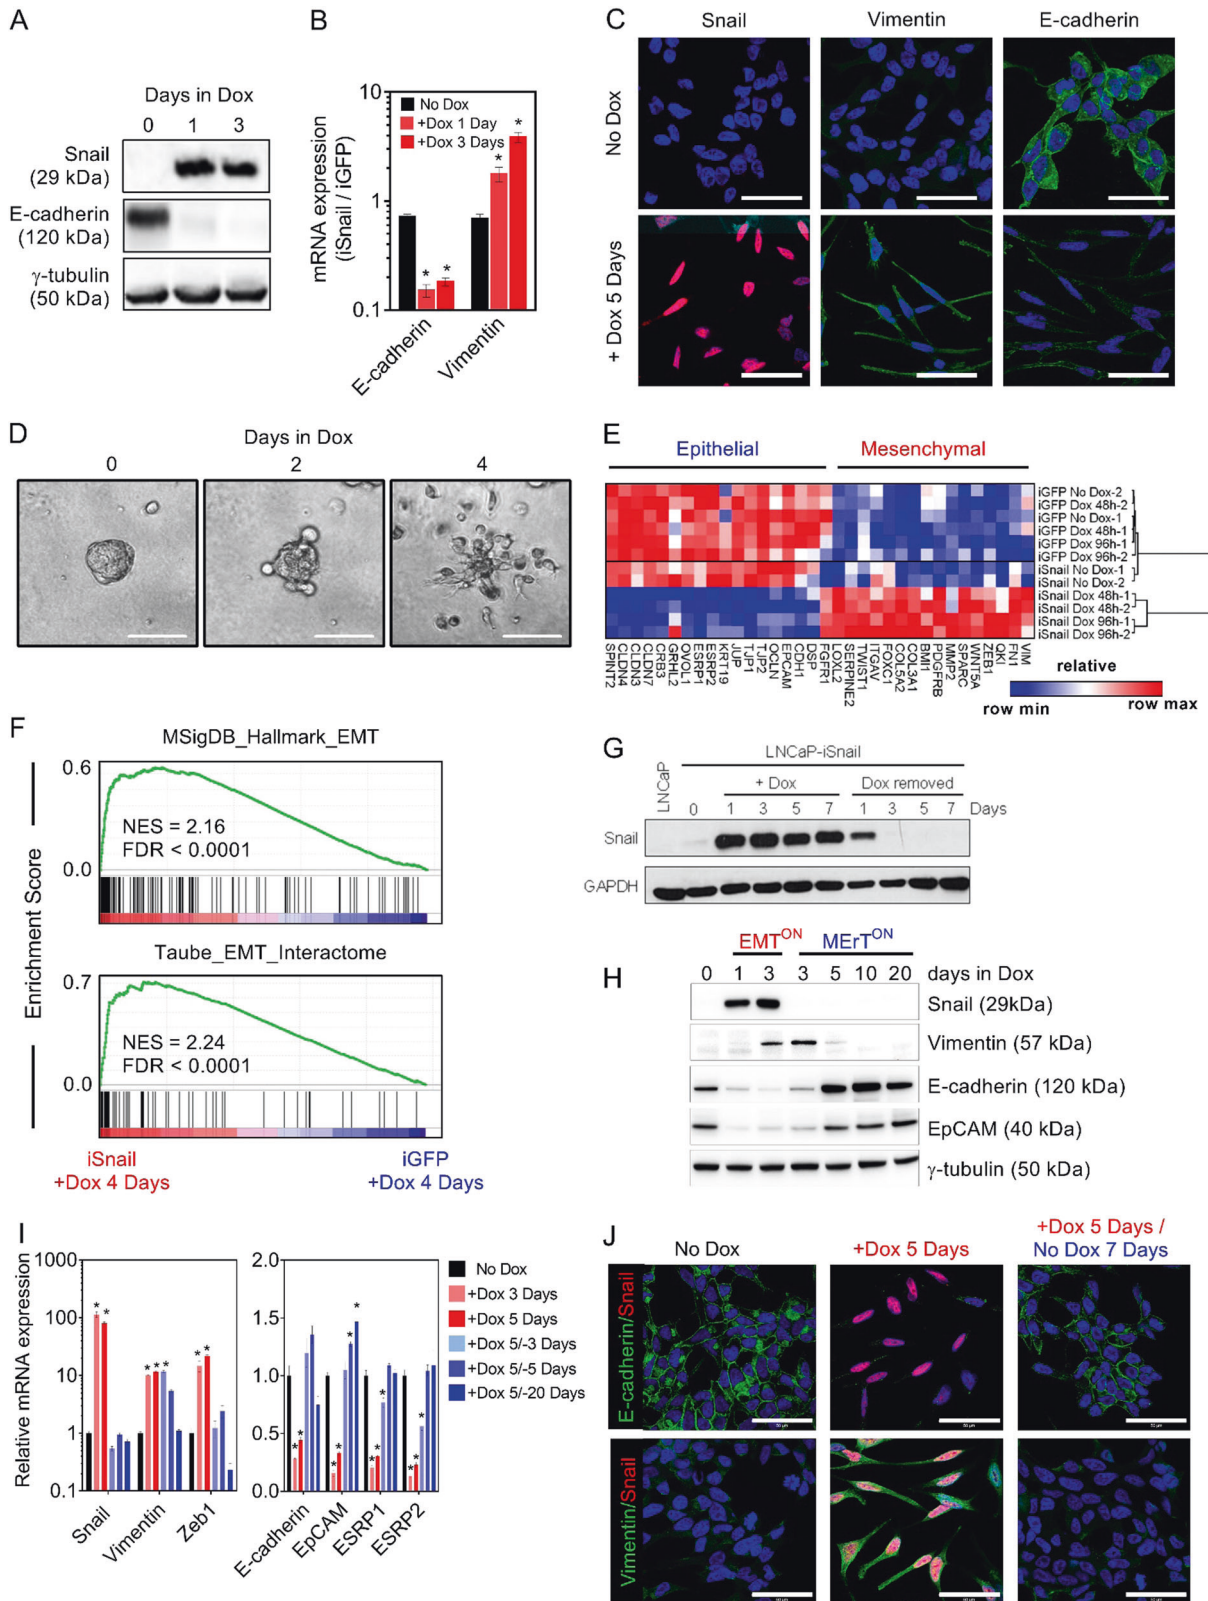 A
Days in Dox
0 1 3
Snail
(29 kDa)
E-cadherin
(120 kDa)
γ-tubulin
(50 kDa)
B
mRNA expression
(iSnail / iGFP)
10
1
0.1
No Dox
+Dox 1 Day
+Dox 3 Days
* * * *
E-cadherin
Vimentin
C
Snail Vimentin E-cadherin
No Dox
+ Dox 5 Days
D
Days in Dox
0 2 4
E
Epithelial Mesenchymal
iGFP No Dox-2
iGFP Dox 48h-2
iGFP No Dox-1
iGFP Dox 48h-1
iGFP Dox 96h-1
iGFP Dox 96h-2
iSnail No Dox-1
iSnail No Dox-2
iSnail Dox 48h-1
iSnail Dox 48h-2
iSnail Dox 96h-1
iSnail Dox 96h-2
SPINT2
CLDN4
CLDN3
CLDN7
CRB3
GRHL2
OVOL1
ESRP1
ESRP2
KRT19
JUP
TJP1
TJP2
OCLN
EPCAM
CDH1
DSP
FGFR1
LOXL2
SERPINE2
TWIST1
ITGAV
FOXC1
COL5A2
COL3A1
BMI1
PDGFRB
MMP2
SPARC
WNT5A
ZEB1
QKI
FN1
VIM
relative
row min row max
F
MSigDB_Hallmark_EMT
0.6
NES = 2.16
FDR < 0.0001
0.0
Enrichment Score
Taube_EMT_Interactome
0.7
NES = 2.24
FDR < 0.0001
0.0
iSnail
+Dox 4 Days
iGFP
+Dox 4 Days
G
LNCaP
LNCaP-iSnail
+ Dox Dox removed
0 1 3 5 7 1 3 5 7 Days
Snail
GAPDH
H
EMTᴼᴺ MErTᴼᴺ
0 1 3 3 5 10 20 days in Dox
Snail (29kDa)
Vimentin (57 kDa)
E-cadherin (120 kDa)
EpCAM (40 kDa)
γ-tubulin (50 kDa)
I
Relative mRNA expression
1000
100
10
1
0.1
* * * * * * *
Snail
Vimentin
Zeb1
2.0
1.5
1.0
0.5
0.0
* * * * * * * * * * * *
E-cadherin
EpCAM
ESRP1
ESRP2
No Dox
+Dox 3 Days
+Dox 5 Days
+Dox 5/-3 Days
+Dox 5/-5 Days
+Dox 5/-20 Days
J
No Dox
+Dox 5 Days
+Dox 5 Days /
No Dox 7 Days
E-cadherin/Snail
Vimentin/Snail